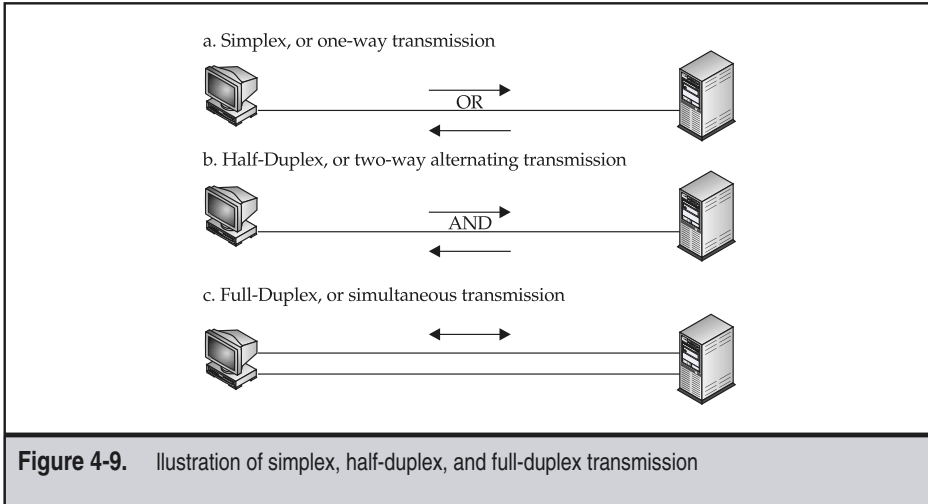 a. Simplex, or one-way transmission
OR
b. Half-Duplex, or two-way alternating transmission
AND
c. Full-Duplex, or simultaneous transmission
Figure 4-9. llustration of simplex, half-duplex, and full-duplex transmission